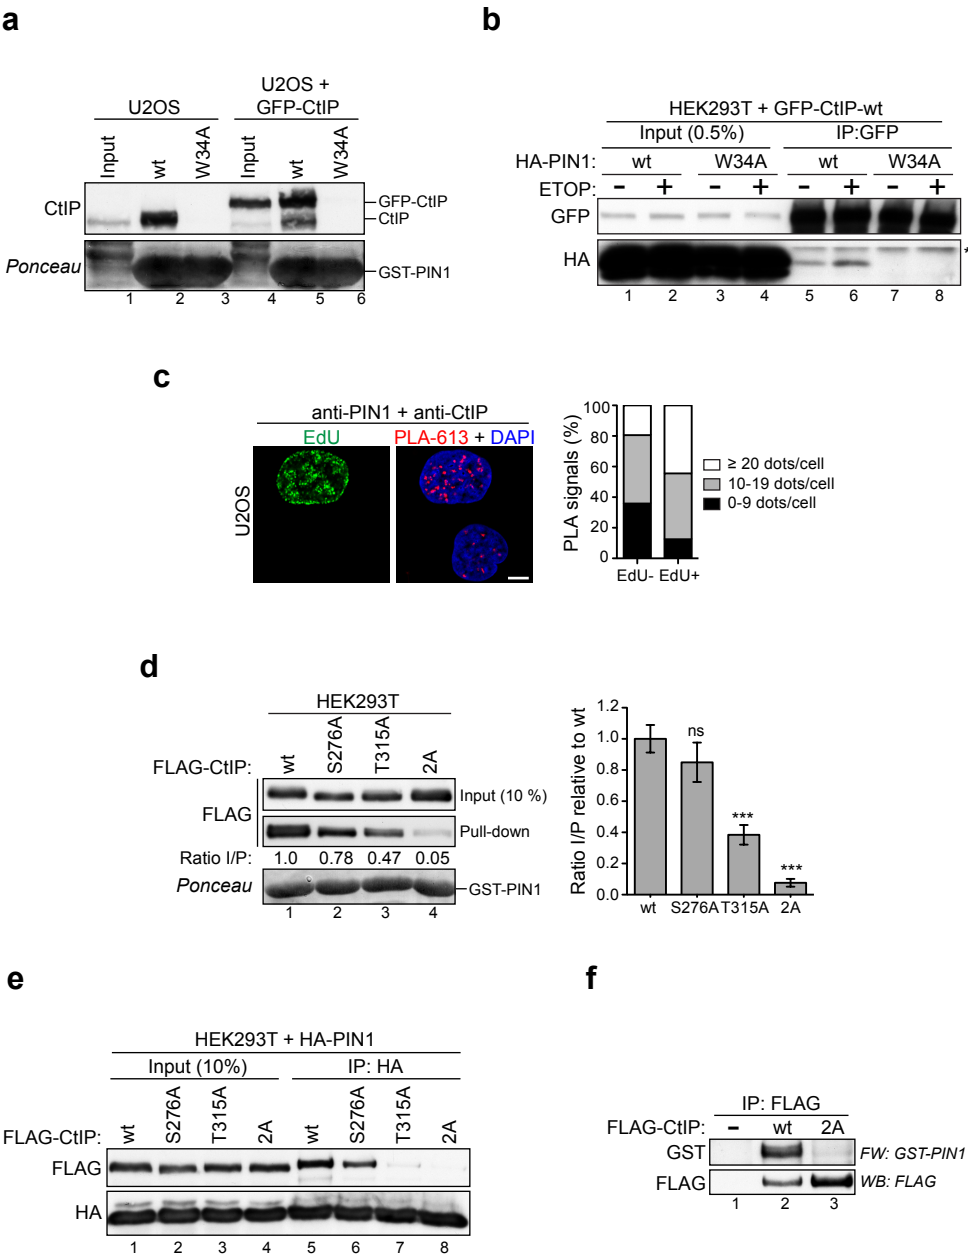 a
U2OS
U2OS +
GFP-CtIP
Input
wt
W34A
Input
wt
W34A
CtIP
GFP-CtIP
CtIP
Ponceau
GST-PIN1
1 2 3 4 5 6
b
HEK293T + GFP-CtIP-wt
Input (0.5%) IP:GFP
HA-PIN1: wt W34A wt W34A
ETOP: - + - + - + - +
GFP
HA
*
1 2 3 4 5 6 7 8
c
anti-PIN1 + anti-CtIP
EdU PLA-613 + DAPI
U2OS
PLA signals (%)
100
80
60
40
20
0
EdU- EdU+
≥ 20 dots/cell
10-19 dots/cell
0-9 dots/cell
d
HEK293T
FLAG-CtIP: wt S276A T315A 2A
FLAG
Input (10 %)
Pull-down
Ratio I/P: 1.0 0.78 0.47 0.05
Ponceau
GST-PIN1
1 2 3 4
Ratio I/P relative to wt
1.2
1.0
0.8
0.6
0.4
0.2
0.0
ns
***
***
wt S276A T315A 2A
e
HEK293T + HA-PIN1
Input (10%) IP: HA
FLAG-CtIP: wt S276A T315A 2A wt S276A T315A 2A
FLAG
HA
1 2 3 4 5 6 7 8
f
IP: FLAG
FLAG-CtIP: - wt 2A
GST FW: GST-PIN1
FLAG WB: FLAG
1 2 3